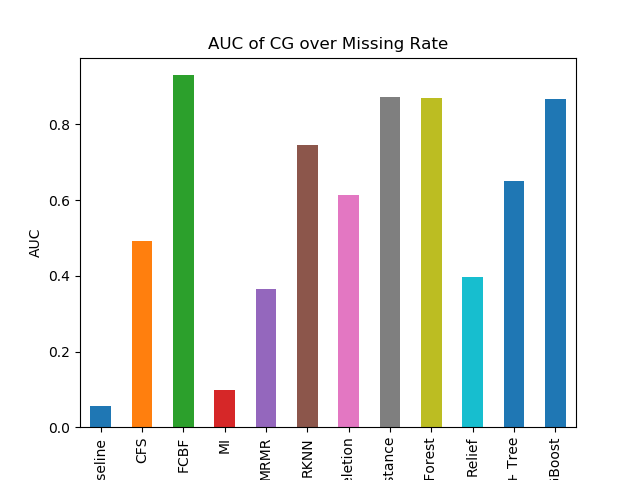 AUC of CG over Missing Rate
AUC
0.8
0.6
0.4
0.2
0.0
seline
CFS
FCBF
MI
MRMR
RKNN
eletion
stance
Forest
Relief
+ Tree
Boost